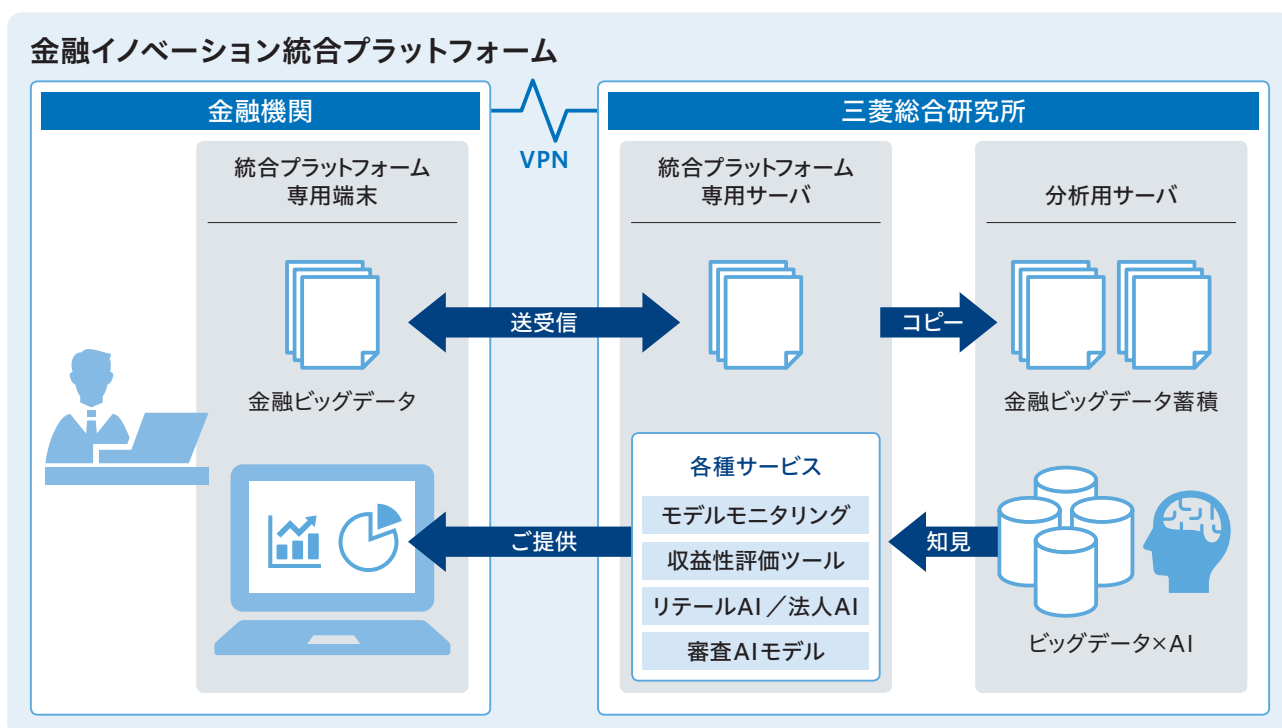 金融イノベーション統合プラットフォーム
金融機関
VPN
三菱総合研究所
統合プラットフォーム
専用端末
統合プラットフォーム
専用サーバ
分析用サーバ
送受信
コピー
金融ビッグデータ
金融ビッグデータ蓄積
各種サービス
モデルモニタリング
収益性評価ツール
リテールAI／法人AI
審査AIモデル
ご提供
知見
ビッグデータ×AI